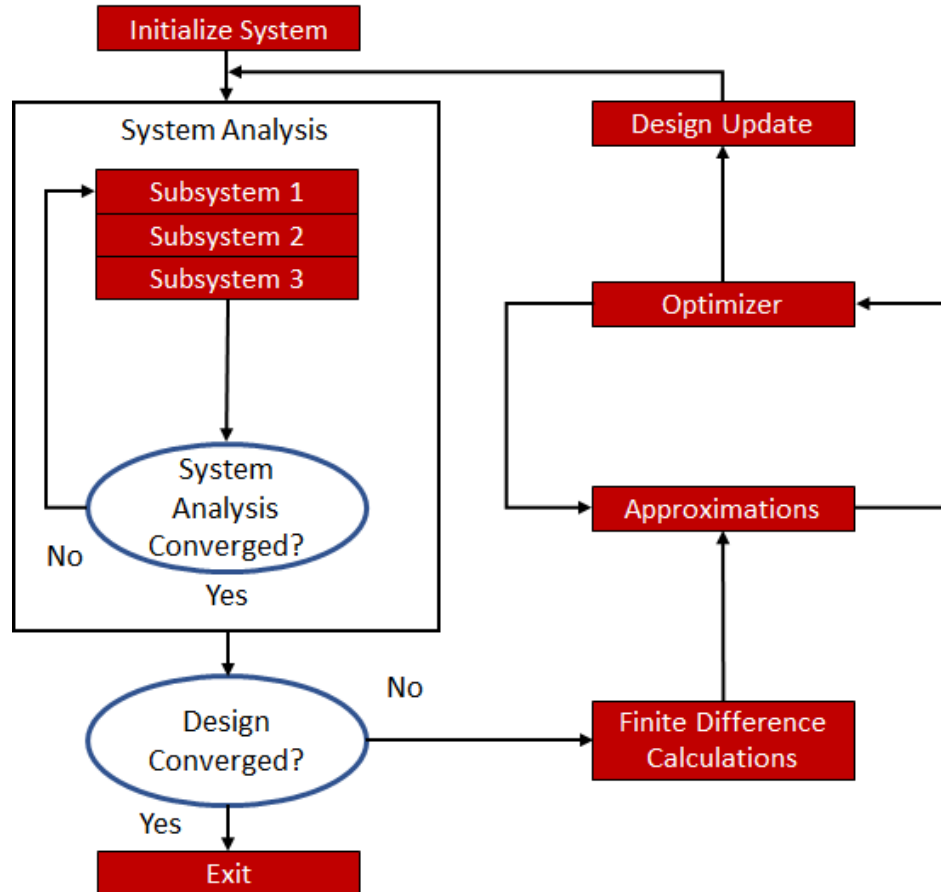 Initialize System
System Analysis
Design Update
Subsystem 1
Subsystem 2
Subsystem 3
Optimizer
System
Analysis
Converged?
No
Yes
Approximations
Design
Converged?
No
Yes
Finite Difference
Calculations
Exit